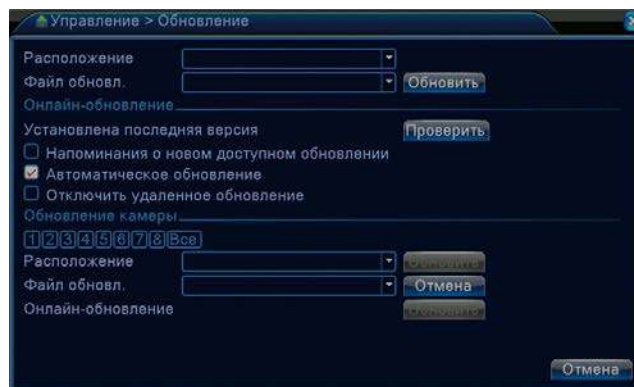 Управление > Обновление
Расположение
Файл обновл. Обновить
Онлайн-обновление
Установлена последняя версия Проверить
Напоминания о новом доступном обновлении
Автоматическое обновление
Отключить удаленное обновление
Обновление камеры
1 2 3 4 5 6 7 8 Все
Расположение Обновить
Файл обновл. Отмена
Онлайн-обновление Обновить
Отмена